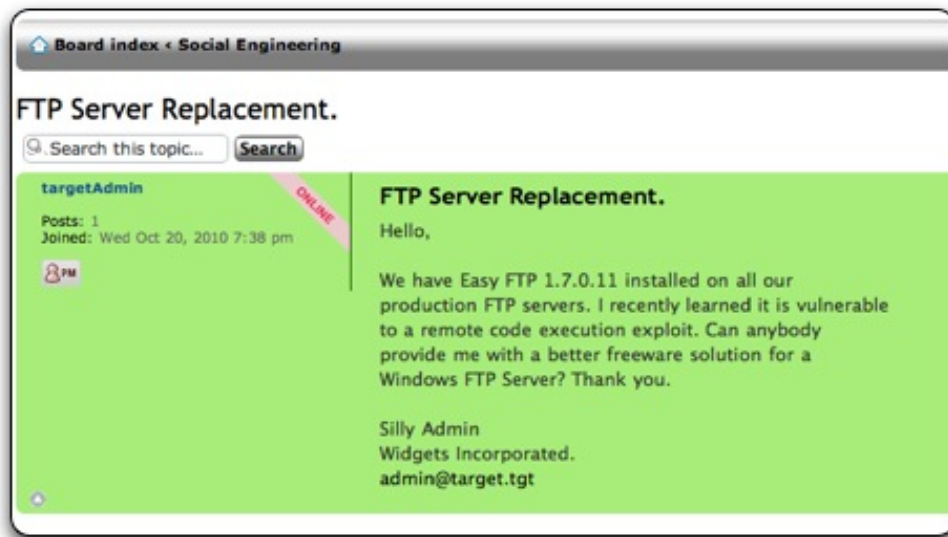 Board index ‹ Social Engineering
FTP Server Replacement.
Search this topic... Search
targetAdmin
ONLINE
Posts: 1
Joined: Wed Oct 20, 2010 7:38 pm
PM
FTP Server Replacement.
Hello,
We have Easy FTP 1.7.0.11 installed on all our
production FTP servers. I recently learned it is vulnerable
to a remote code execution exploit. Can anybody
provide me with a better freeware solution for a
Windows FTP Server? Thank you.
Silly Admin
Widgets Incorporated.
admin@target.tgt